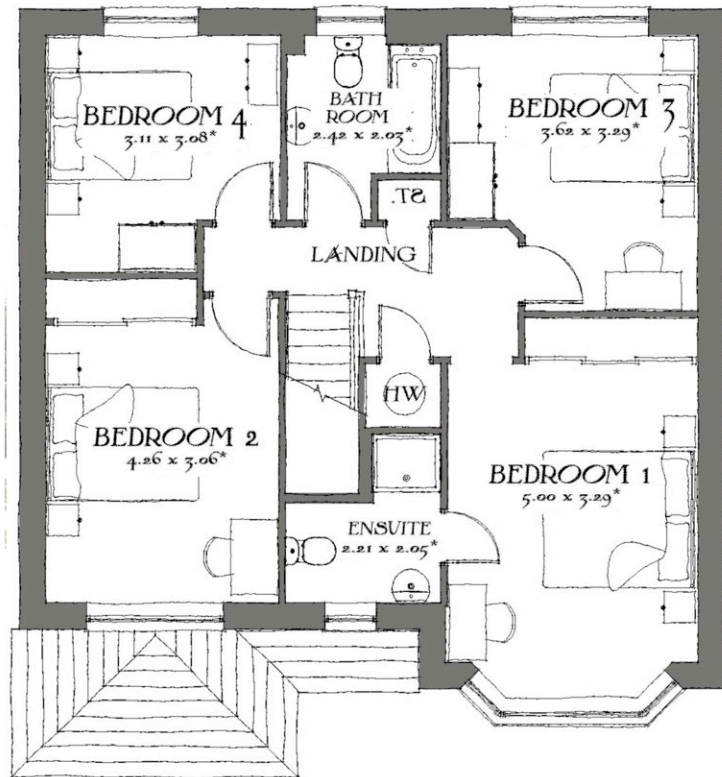 BEDROOM 4
3.11 x 3.08*
BATH
ROOM
2.42 x 2.03*
BEDROOM 3
3.62 x 3.29*
.TS
LANDING
HW
BEDROOM 2
4.26 x 3.06*
BEDROOM 1
5.00 x 3.29*
ENSUITE
2.21 x 2.05*